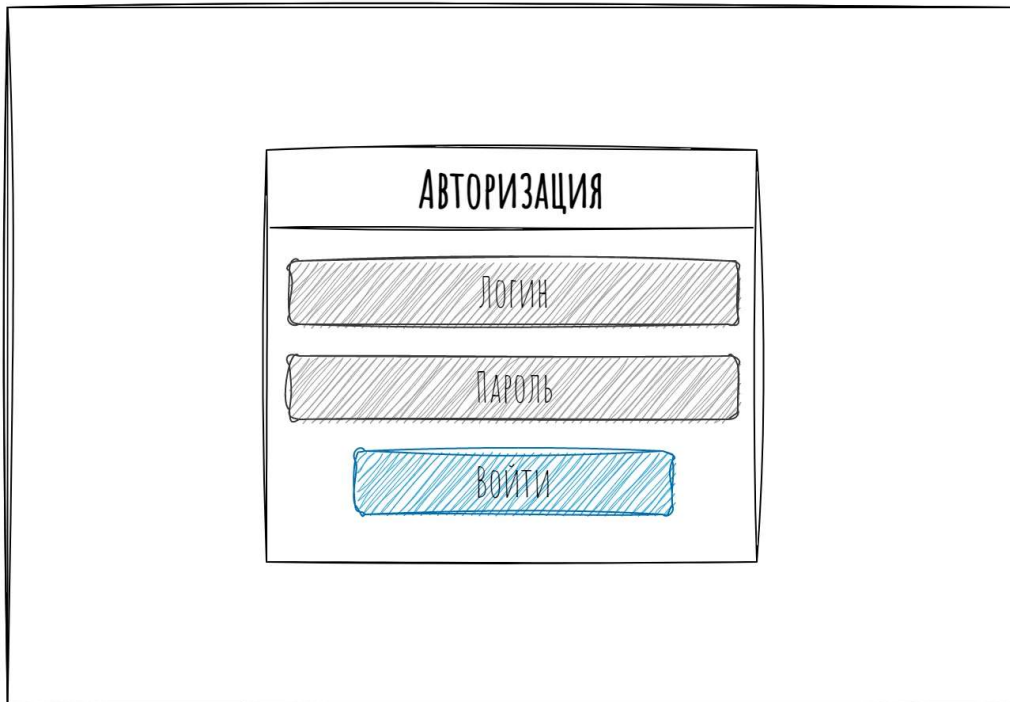 Авторизация
Логин
Пароль
Войти